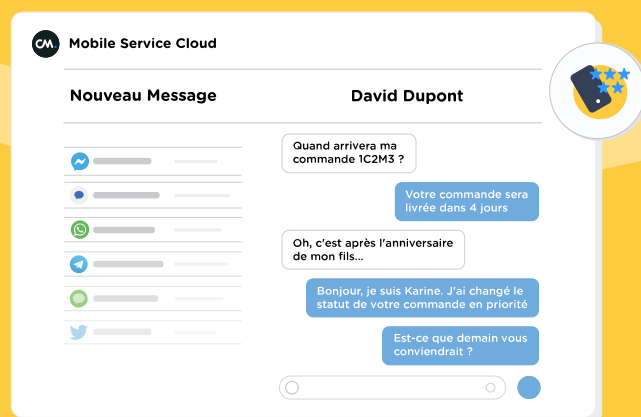 CM.
Mobile Service Cloud
Nouveau Message
David Dupont
Quand arrivera ma
commande 1C2M3 ?
Votre commande sera
livrée dans 4 jours
Oh, c'est après l'anniversaire
de mon fils...
Bonjour, je suis Karine. J'ai changé le
statut de votre commande en priorité
Est-ce que demain vous
conviendrait ?